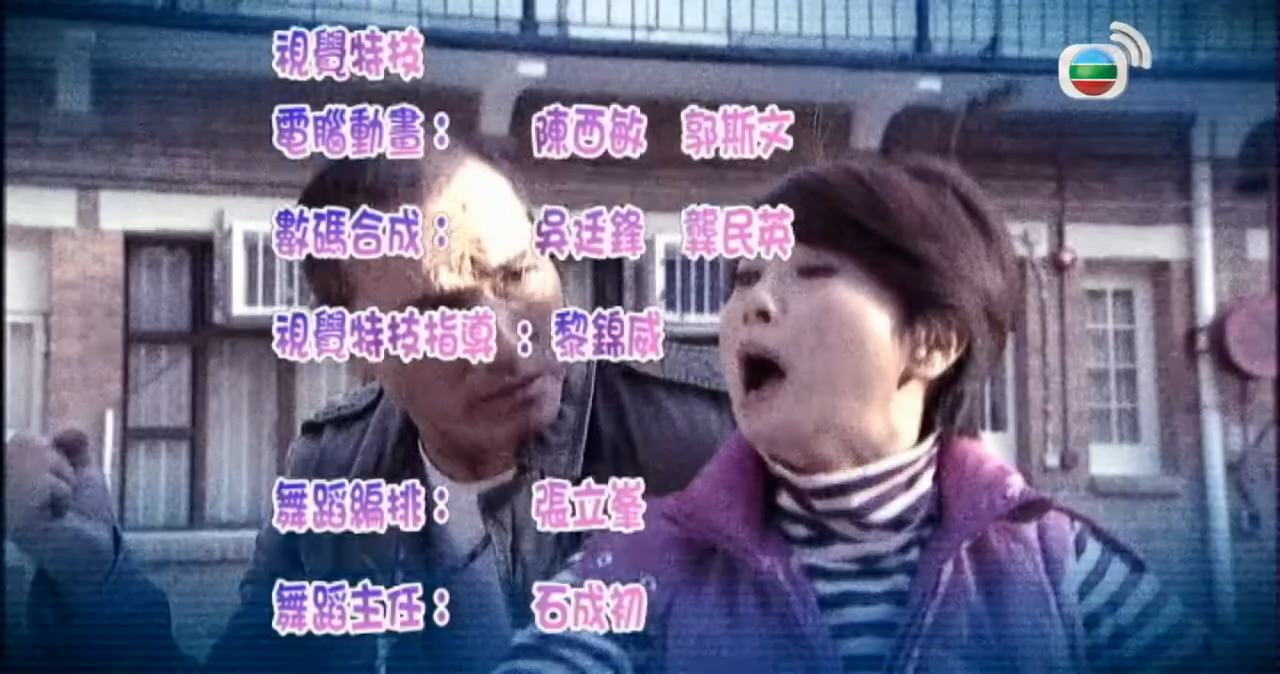 視覺特技
電腦動畫： 陳西敏 郭斯文
數碼合成： 吳廷鋒 龔民英
視覺特技指導 ： 黎錦威
舞蹈編排： 張立峯
舞蹈主任： 石成初